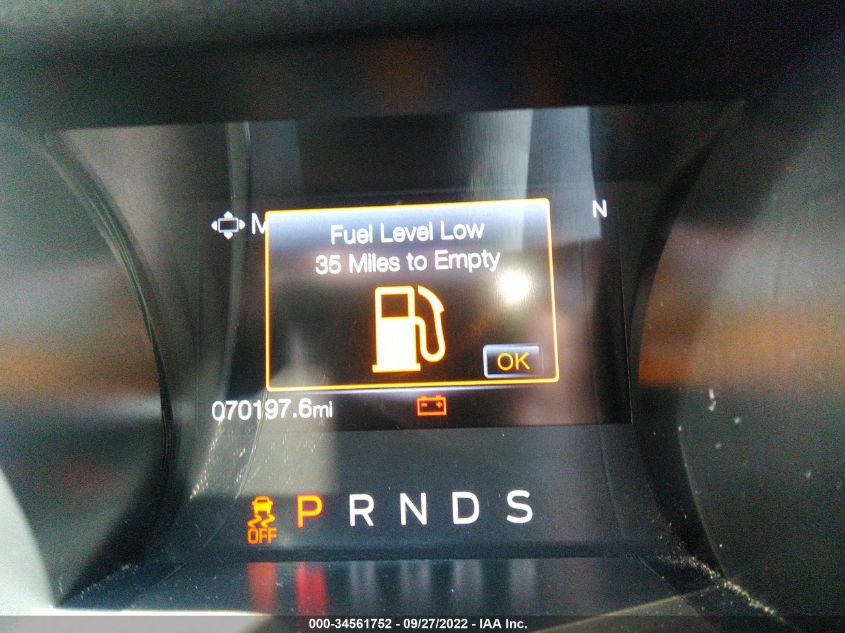 M
N
Fuel Level Low
35 Miles to Empty
OK
070197.6mi
P R N D S
OFF
000-34561752 - 09/27/2022 - IAA Inc.